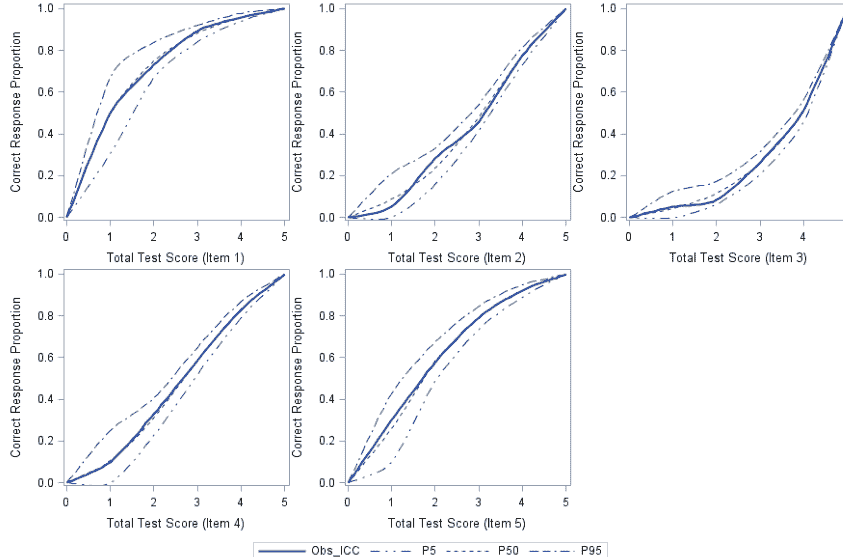 Correct Response Proportion
1.0
0.8
0.6
0.4
0.2
0.0
0 1 2 3 4 5
Total Test Score (Item 1)
Correct Response Proportion
1.0
0.8
0.6
0.4
0.2
0.0
0 1 2 3 4 5
Total Test Score (Item 2)
Correct Response Proportion
1.0
0.8
0.6
0.4
0.2
0.0
0 1 2 3 4
Total Test Score (Item 3)
Correct Response Proportion
1.0
0.8
0.6
0.4
0.2
0.0
0 1 2 3 4 5
Total Test Score (Item 4)
Correct Response Proportion
1.0
0.8
0.6
0.4
0.2
0.0
0 1 2 3 4 5
Total Test Score (Item 5)
Obs_ICC P5 P50 P95